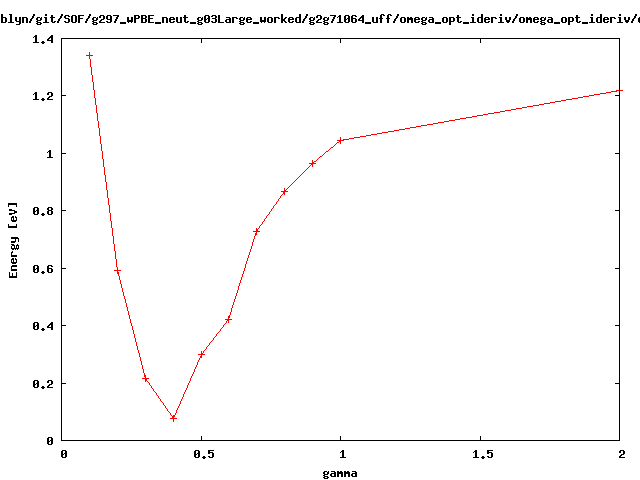 blyn/git/SOF/g297_wPBE_neut_g03Large_worked/g2g71064_uff/omega_opt_ideriv/omega_opt_ideriv/
1.4
1.2
1
0.8
0.6
0.4
0.2
0
Energy [eV]
0 0.5 1 1.5 2
gamma